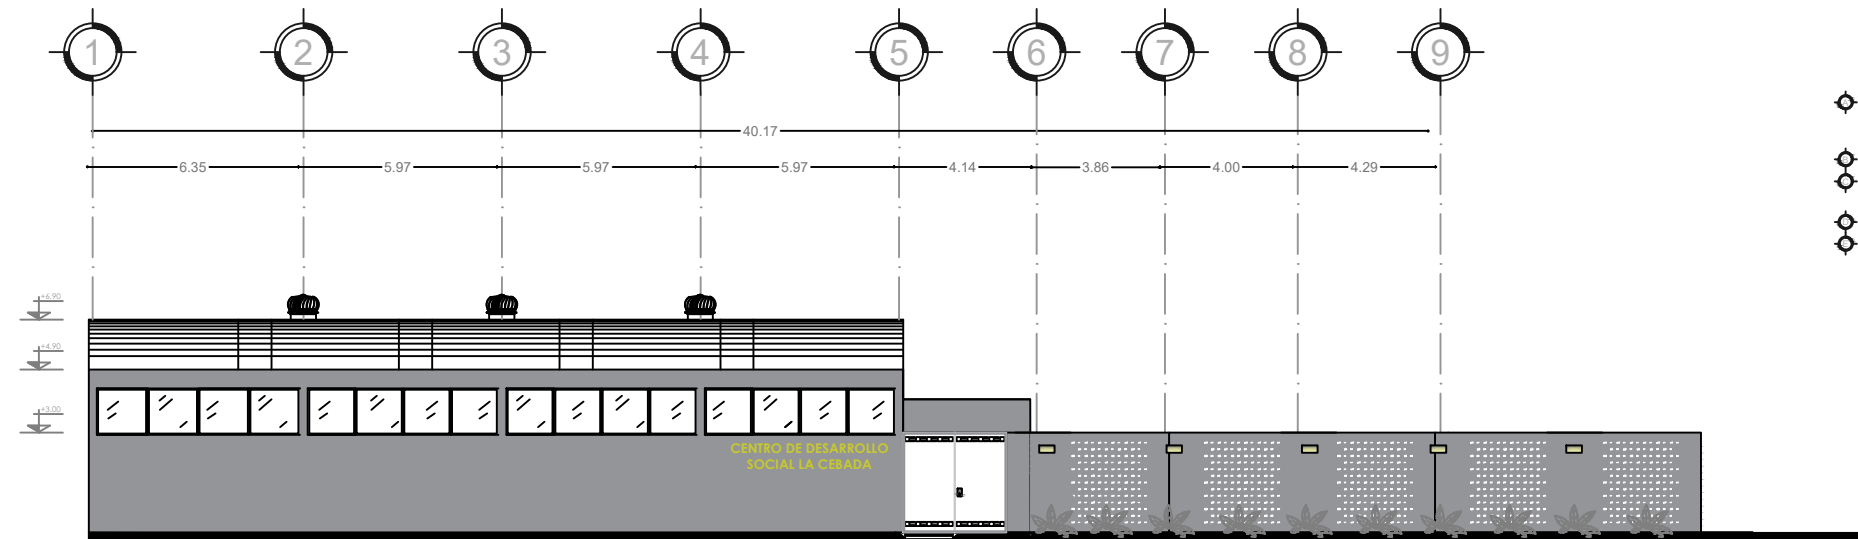 1 2 3 4 5 6 7 8 9
40.17
6.35 5.97 5.97 5.97 4.14 3.86 4.00 4.29
+6.90
+4.90
+3.00
CENTRO DE DESARROLLO
SOCIAL LA CEBADA